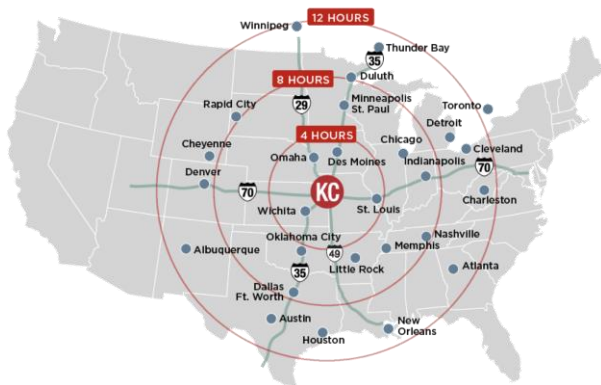 12 HOURS
Winnipeg
Thunder Bay
35
Duluth
8 HOURS
29
Rapid City
Minneapolis
St. Paul
Toronto
Detroit
4 HOURS
Cheyenne
Chicago
Cleveland
Omaha
Des Moines
Indianapolis
70
Denver
70
KC
St. Louis
Charleston
Wichita
Nashville
Oklahoma City
Memphis
Albuquerque
49
Little Rock
Atlanta
35
Dallas
Ft. Worth
Austin
New
Orleans
Houston